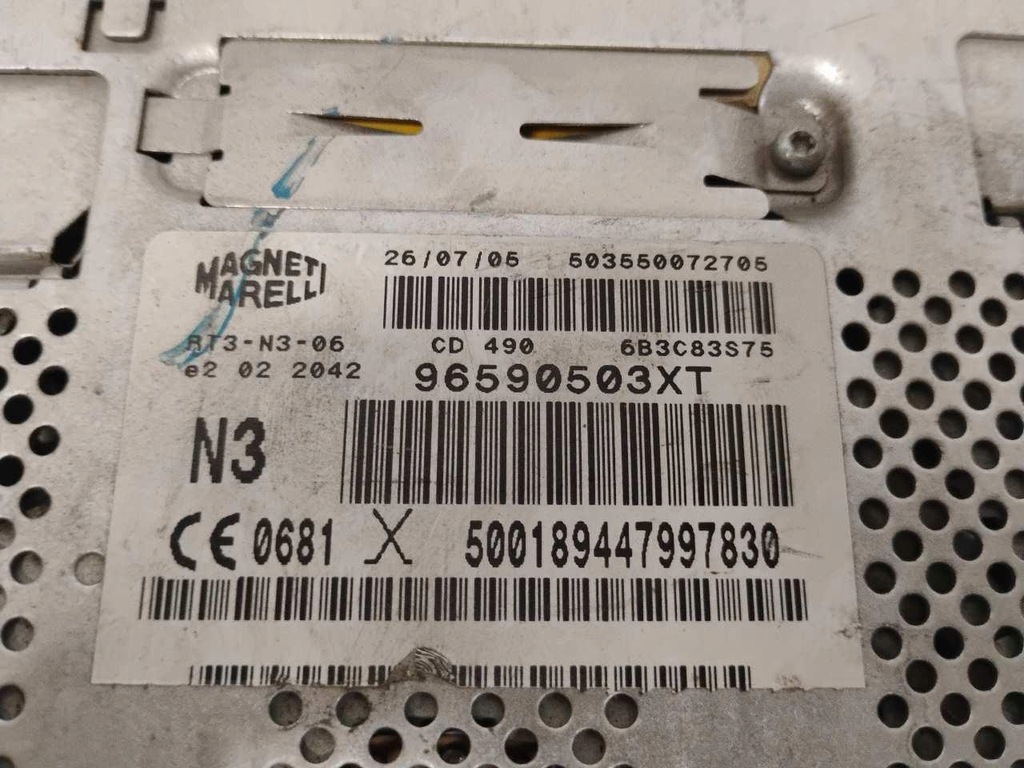 MAGNETI
MARELLI
26/07/05 503550072705
RT3-N3-06 CD 490 6B3C83S75
e2 02 2042 96590503XT
N3
CE 0681 X 500189447997830